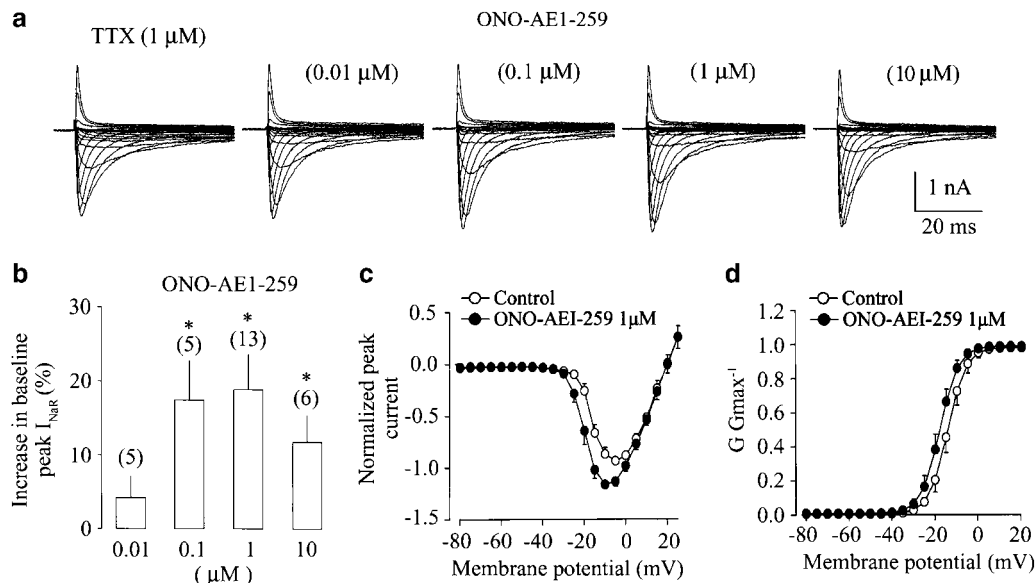 a
ONO-AE1-259
TTX (1 µM)
(0.01 µM)
(0.1 µM)
(1 µM)
(10 µM)
1 nA
20 ms
b
ONO-AE1-259
Increase in baseline
peak I_NaR (%)
30
20
10
0
(5)
*
(5)
*
(13)
*
(6)
0.01
0.1
1
10
( µM )
c
Control
ONO-AEI-259 1µM
Normalized peak
current
0.5
0.0
-0.5
-1.0
-1.5
-80 -60 -40 -20 0 20
Membrane potential (mV)
d
Control
ONO-AEI-259 1µM
G Gmax⁻¹
1.2
1.0
0.8
0.6
0.4
0.2
0.0
-80 -60 -40 -20 0 20
Membrane potential (mV)